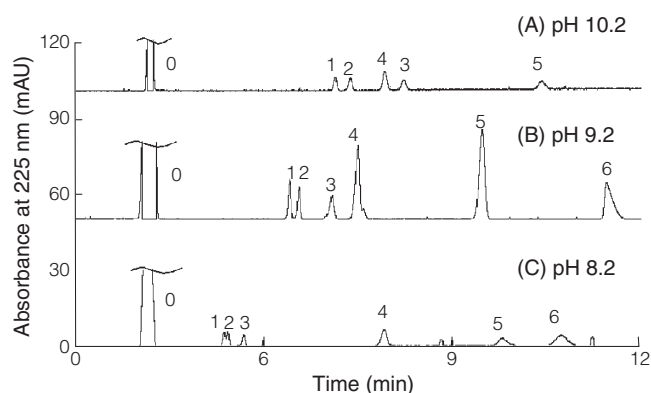 120
(A) pH 10.2
0
1 2 4 3 5
90
(B) pH 9.2
0
1 2 3 4 5 6
60
30
(C) pH 8.2
0
1 2 3 4 5 6
0
0 6 9 12
Time (min)
Absorbance at 225 nm (mAU)